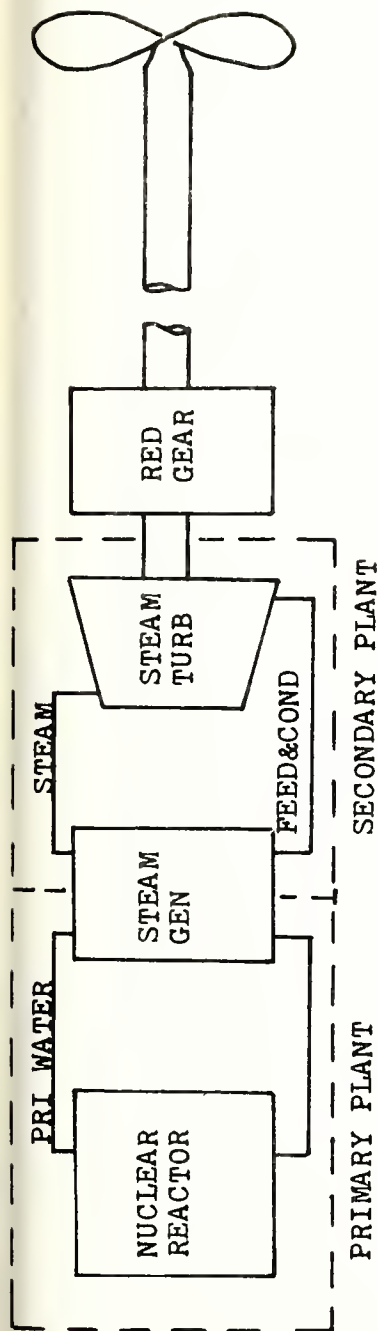 PRI WATER
STEAM
NUCLEAR
REACTOR
STEAM
GEN
STEAM
TURB
RED
GEAR
FEED&COND
PRIMARY PLANT
SECONDARY PLANT